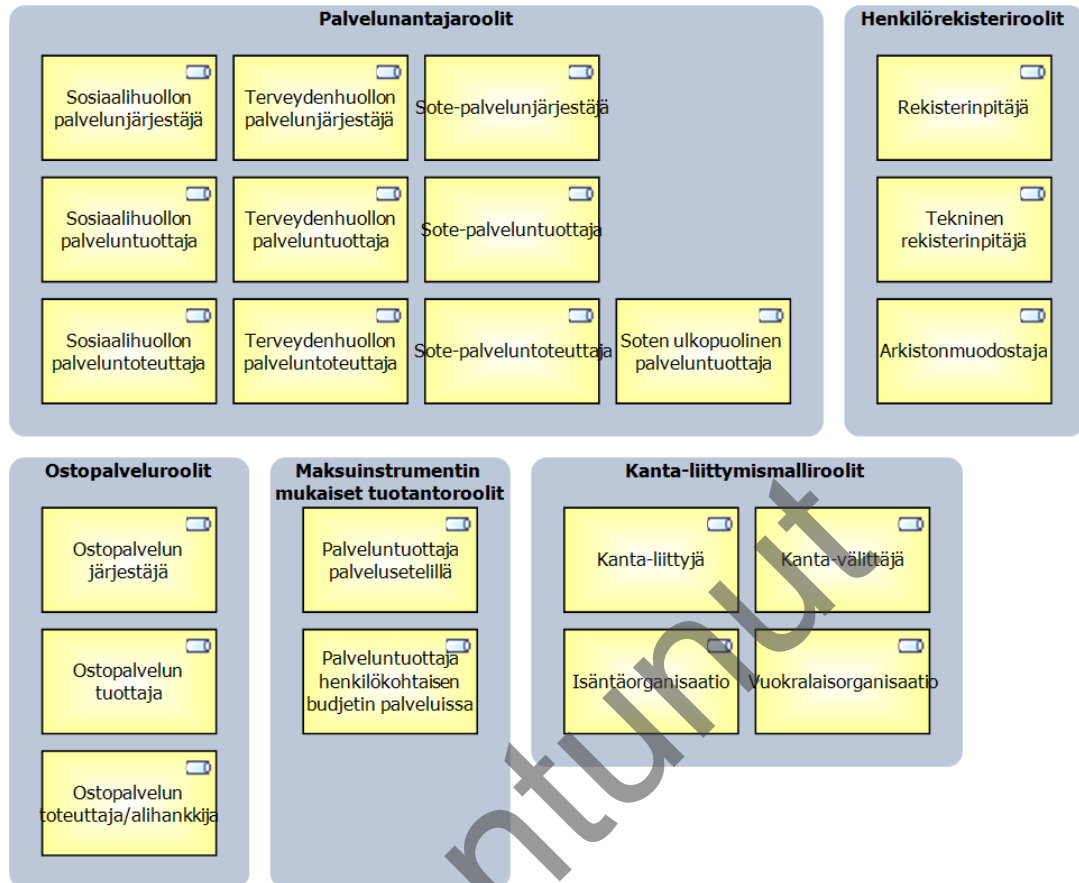 Palvelunantajaroolit
Sosiaalihuollon
palvelunjärjestäjä
Terveydenhuollon
palvelunjärjestäjä
Sote-palvelunjärjestäjä
Sosiaalihuollon
palveluntuottaja
Terveydenhuollon
palveluntuottaja
Sote-palveluntuottaja
Sosiaalihuollon
palveluntoteuttaja
Terveydenhuollon
palveluntoteuttaja
Sote-palveluntoteuttaja
Soten ulkopuolinen
palveluntuottaja
Henkilörekisteriroolit
Rekisterinpitäjä
Tekninen
rekisterinpitäjä
Arkistonmuodostaja
Ostopalveluroolit
Ostopalvelun
järjestäjä
Ostopalvelun
tuottaja
Ostopalvelun
toteuttaja/alihankkija
Maksuinstrumentin
mukaiset tuotantoroolit
Palveluntuottaja
palvelusetelillä
Palveluntuottaja
henkilökohtaisen
budjetin palveluissa
Kanta-liittymismalliroolit
Kanta-liittyjä
Kanta-välittäjä
Isäntäorganisaatio
Vuokralaisorganisaatio